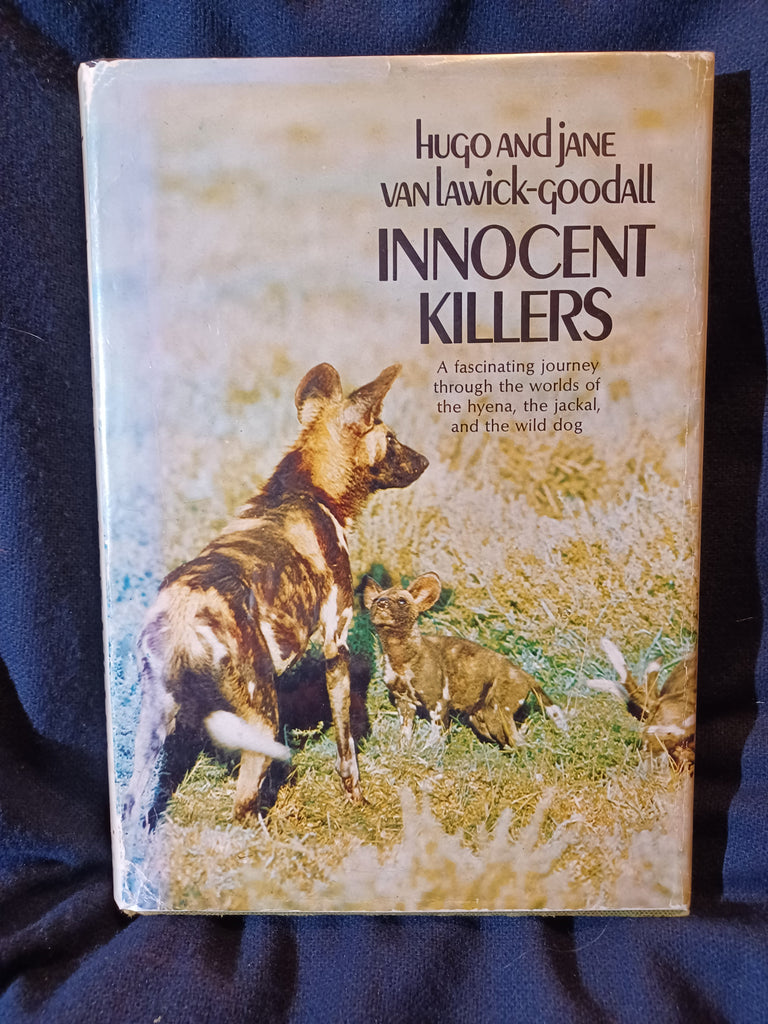 hugo and jane
van lawick-goodall
INNOCENT
KILLERS
A fascinating journey
through the worlds of
the hyena, the jackal,
and the wild dog